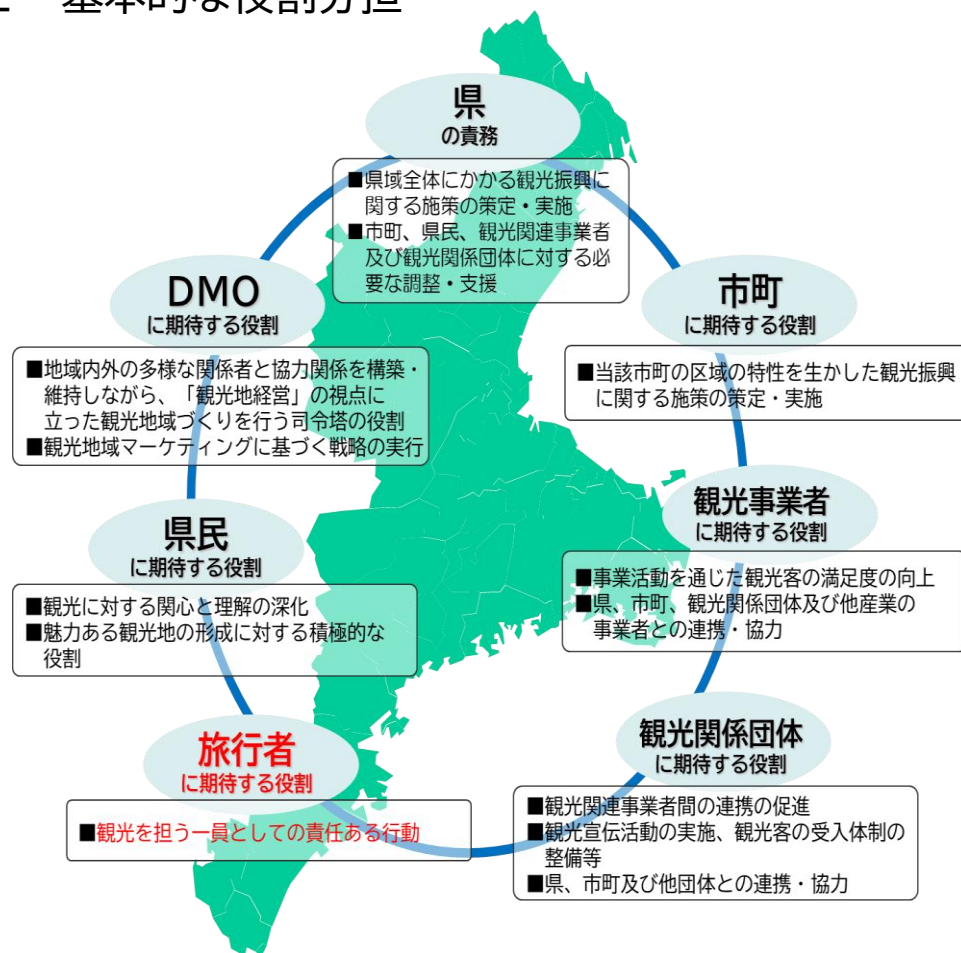 基本的な役割分担
県
の責務
■県域全体にかかる観光振興に
関する施策の策定・実施
■市町、県民、観光関連事業者
及び観光関係団体に対する必
要な調整・支援
市町
に期待する役割
■当該市町の区域の特性を生かした観光振興
に関する施策の策定・実施
観光事業者
に期待する役割
■事業活動を通じた観光客の満足度の向上
■県、市町、観光関係団体及び他産業の
事業者との連携・協力
観光関係団体
に期待する役割
■観光関連事業者間の連携の促進
■観光宣伝活動の実施、観光客の受入体制の
整備等
■県、市町及び他団体との連携・協力
旅行者
に期待する役割
■観光を担う一員としての責任ある行動
県民
に期待する役割
■観光に対する関心と理解の深化
■魅力ある観光地の形成に対する積極的な
役割
DMO
に期待する役割
■地域内外の多様な関係者と協力関係を構築・
維持しながら、「観光地経営」の視点に
立った観光地域づくりを行う司令塔の役割
■観光地域マーケティングに基づく戦略の実行